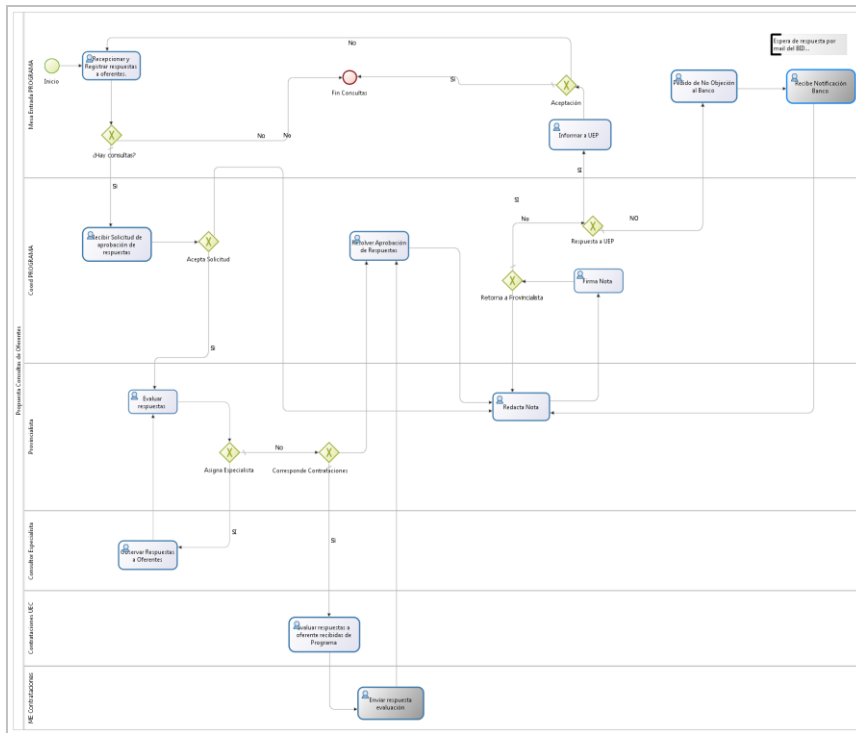 Propuesta Consultas de Oferentes
Mesa Entrada PROGRAMA
Inicio
Recepcionar y
Registrar respuestas
a oferentes.
¿Hay consultas?
No
No
No
Si
Fin Consultas
SI
Aceptación
Informar a UEP
SI
Pedido de No Objeción
al Banco
Espera de respuesta por
mail del BID...
Recibe Notificación
Banco
Coord PROGRAMA
Recibir Solicitud de
aprobación de
respuestas
Acepta Solicitud
Si
Resolver Aprobación
de Respuestas
SI
No
Respuesta a UEP
NO
Retorna a Provincialista
Firma Nota
Provincialista
Evaluar
respuestas
Asigna Especialista
No
Corresponde Contrataciones
Redacta Nota
SI
Si
Consultor Especialista
Observar Respuestas
a Oferentes
Contrataciones UEC
Evaluar respuestas a
oferente recibidas de
Programa
ME Contrataciones
Enviar respuesta
evaluación